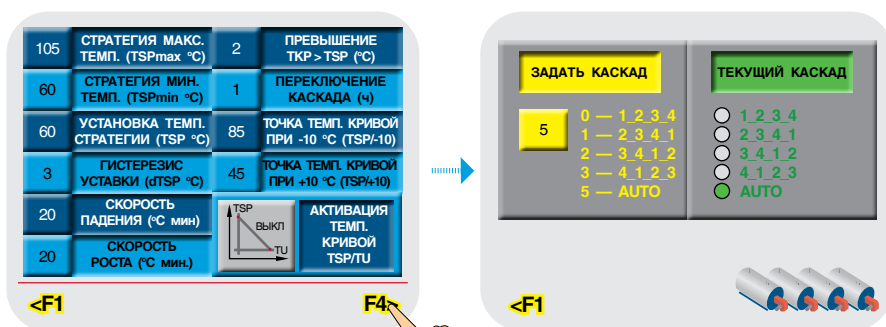 105
СТРАТЕГИЯ МАКС.
ТЕМП. (TSPmax °C)
2
ПРЕВЫШЕНИЕ
TKP > TSP (°C)
60
СТРАТЕГИЯ МИН.
ТЕМП. (TSPmin °C)
1
ПЕРЕКЛЮЧЕНИЕ
КАСКАДА (ч)
60
УСТАНОВКА ТЕМП.
СТРАТЕГИИ (TSP °C)
85
ТОЧКА ТЕМП. КРИВОЙ
ПРИ -10 °C (TSP/-10)
3
ГИСТЕРЕЗИС
УСТАВКИ (dTSP °C)
45
ТОЧКА ТЕМП. КРИВОЙ
ПРИ +10 °C (TSP/+10)
20
СКОРОСТЬ
ПАДЕНИЯ (°C мин)
20
СКОРОСТЬ
РОСТА (°C мин.)
TSP
ВЫКЛ
TU
АКТИВАЦИЯ
ТЕМП.
КРИВОЙ
TSP/TU
<F1
F4>
ЗАДАТЬ КАСКАД
5
0 — 1_2_3_4
1 — 2_3_4_1
2 — 3_4_1_2
3 — 4_1_2_3
5 — AUTO
ТЕКУЩИЙ КАСКАД
1_2_3_4
2_3_4_1
3_4_1_2
4_1_2_3
AUTO
<F1